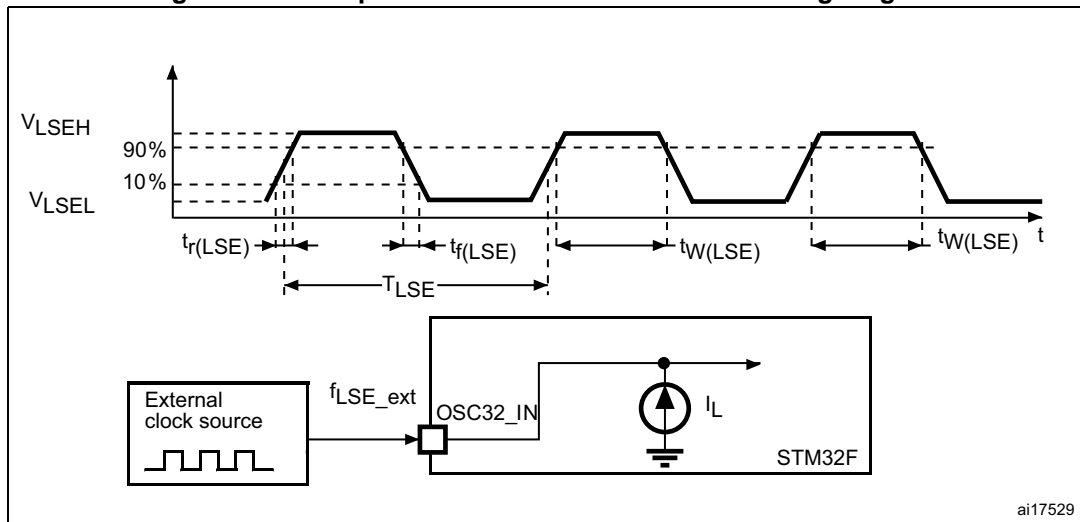 VLSEH
90%
10%
VLSEL
tr(LSE)
tf(LSE)
tW(LSE)
tW(LSE)
t
TLSE
External
clock source
fLSE_ext
OSC32_IN
IL
STM32F
ai17529